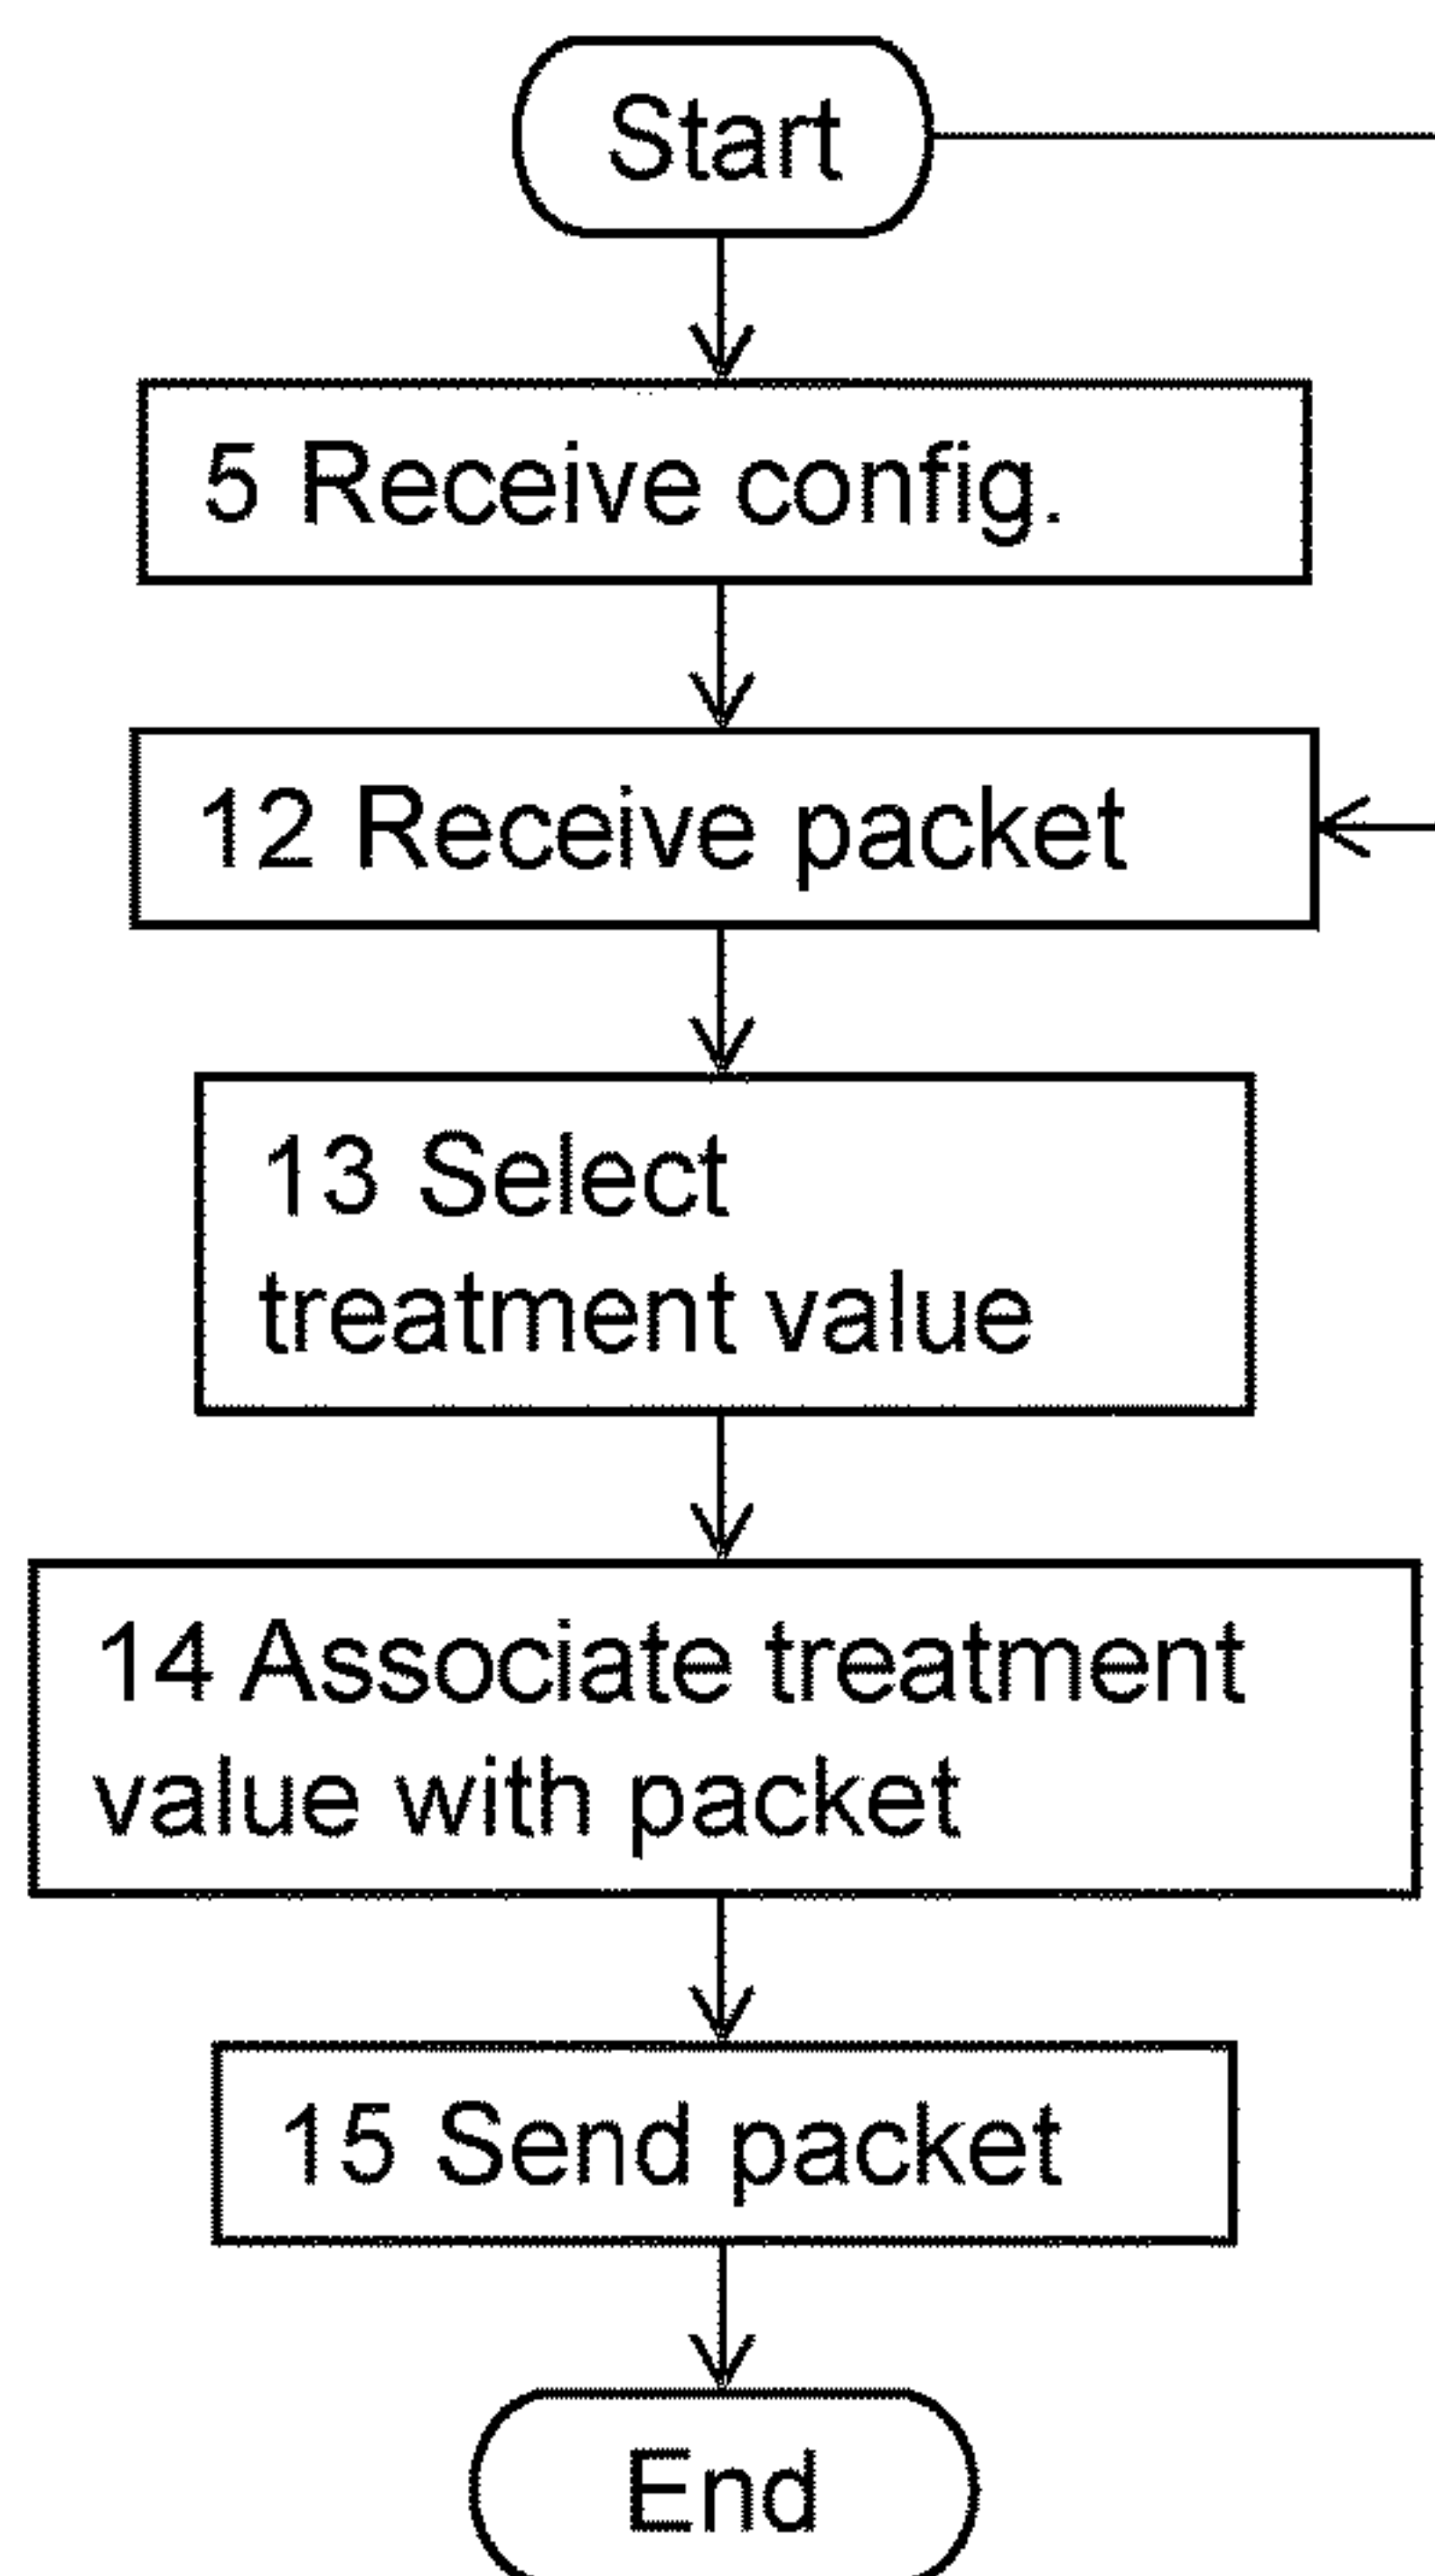 Start
5 Receive config.
12 Receive packet
13 Select
treatment value
14 Associate treatment
value with packet
15 Send packet
End